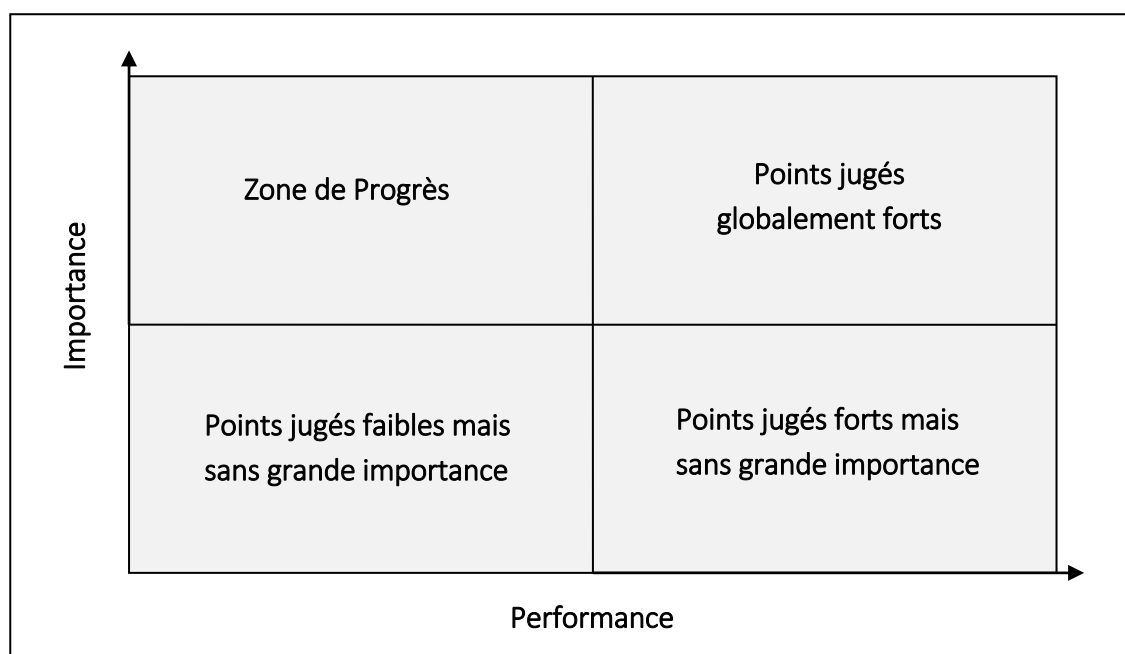 Zone de Progrès
Points jugés
globalement forts
Importance
Points jugés faibles mais
sans grande importance
Points jugés forts mais
sans grande importance
Performance